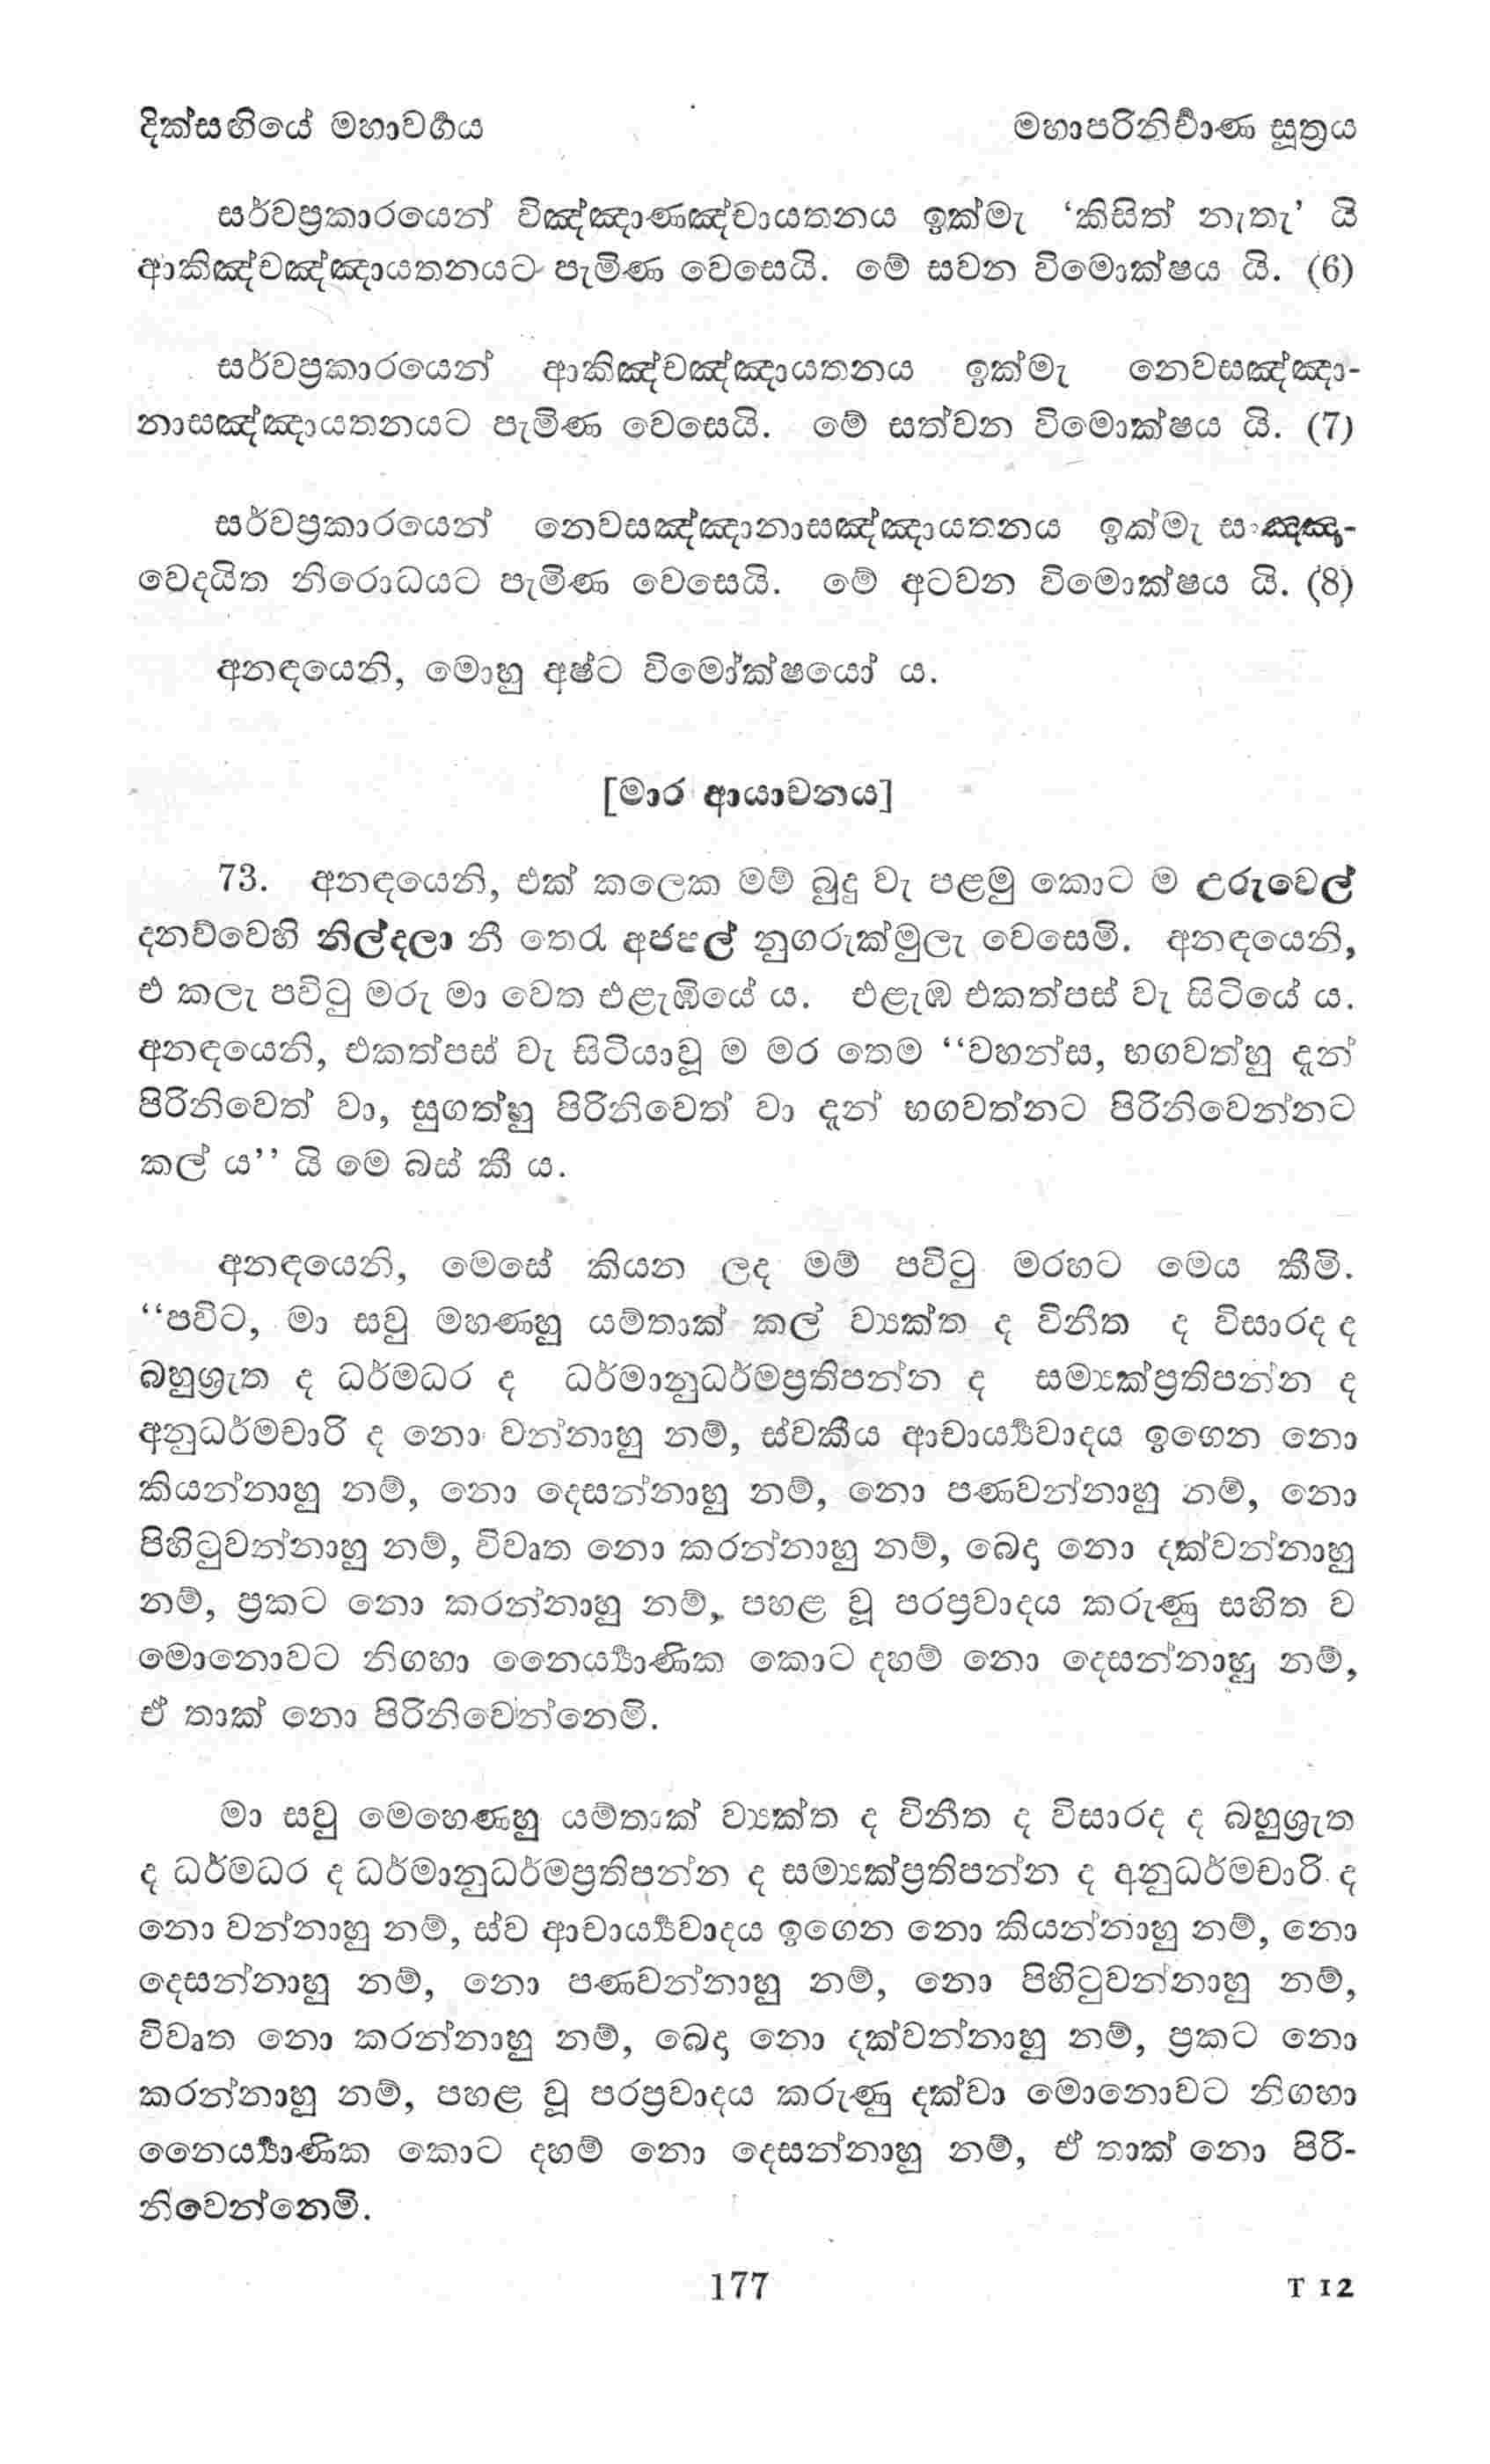 දික්සඟියේ මහාවර්‍ගය
මහාපරිනිර්‍වාණ සූත්‍රය
සර්වප්‍රකාරයෙන් විඤ්ඤාණඤ්චායතනය ඉක්මැ ‘කිසිත් නැතැ’ යි
ආකිඤ්චඤ්ඤායතනයට පැමිණ වෙසෙයි. මේ සවන විමොක්ෂය යි. (6)
සර්වප්‍රකාරයෙන් ආකිඤ්චඤ්ඤායතනය ඉක්මැ නෙවසඤ්ඤා-
නාසඤ්ඤායතනයට පැමිණ වෙසෙයි. මේ සත්වන විමොක්ෂය යි. (7)
සර්වප්‍රකාරයෙන් නෙවසඤ්ඤානාසඤ්ඤායතනය ඉක්මැ
වෙදයිත නිරොධයට පැමිණ වෙසෙයි. මේ අටවන විමොක්ෂය යි. (8)
අනඳයෙනි, මොහු අෂ්ට විමෝක්ෂයෝ ය.
[මාර ආයාචනය]
73. අනඳයෙනි, එක් කලෙක මම් බුදු වැ පළමු කොට ම උරුවෙල්
දනව්වෙහි නිල්දලා නී තෙරැ අජපල් නුගරුක්මුලැ වෙසෙමි. අනඳයෙනි,
එ කලැ පවිටු මරු මා වෙත එළැඹියේ ය. එළැඹ එකත්පස් වැ සිටියේ ය.
අනඳයෙනි, එකත්පස් වැ සිටියාවූ ම මර තෙම “වහන්ස, භගවත්හු දැන්
පිරිනිවෙත් වා, සුගත්හු පිරිනිවෙත් වා දැන් භගවත්නට පිරිනිවෙන්නට
කල් ය” යි මෙ බස් කී ය.
අනඳයෙනි, මෙසේ කියන ලද මම් පවිටු මරහට මෙය කීමි.
“පවිට, මා සවු මහණහු යම්තාක් කල් ව්‍යක්ත ද විනීත ද විසාරද ද
බහුශ්‍රැත ද ධර්මධර ද ධර්මානුධර්මප්‍රතිපන්න ද සම්‍යක්ප්‍රතිපන්න ද
අනුධර්මචාරි ද නො වන්නාහු නම්, ස්වකීය ආචාර්‍ය්‍යවාදය ඉගෙන නො
කියන්නාහු නම්, නො දෙසන්නාහු නම්, නො පණවන්නාහු නම්, නො
පිහිටුවන්නාහු නම්, විවෘත නො කරන්නාහු නම්, බෙදා නො දක්වන්නාහු
නම්, ප්‍රකට නො කරන්නාහු නම්, පහළ වූ පරප්‍රවාදය කරුණු සහිත ව
මොනොවට නිගහා නෛර්‍ය්‍යාණික කොට දහම් නො දෙසන්නාහු නම්,
ඒ තාක් නො පිරිනිවෙන්නෙමි.
මා සවු මෙහෙණහු යම්තාක් ව්‍යක්ත ද විනීත ද විසාරද ද බහුශ්‍රැත
ද ධර්මධර ද ධර්මානුධර්මප්‍රතිපන්න ද සම්‍යක්ප්‍රතිපන්න ද අනුධර්මචාරි ද
නො වන්නාහු නම්, ස්ව ආචාර්‍ය්‍යවාදය ඉගෙන නො කියන්නාහු නම්, නො
දෙසන්නාහු නම්, නො පණවන්නාහු නම්, නො පිහිටුවන්නාහු නම්,
විවෘත නො කරන්නාහු නම්, බෙදා නො දක්වන්නාහු නම්, ප්‍රකට නො
කරන්නාහු නම්, පහළ වූ පරප්‍රවාදය කරුණු දක්වා මොනොවට නිගහා
නෛර්‍ය්‍යාණික කොට දහම් නො දෙසන්නාහු නම්, ඒ තාක් නො පිරි-
නිවෙන්නෙමි.
177
T 12